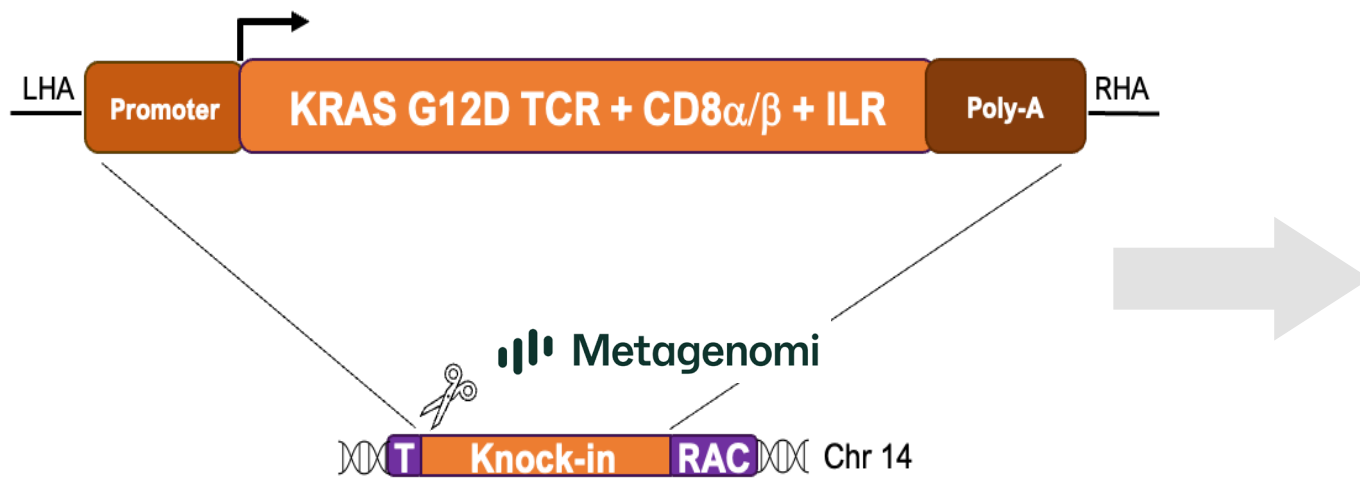 LHA
Promoter
KRAS G12D TCR + CD8α/β + ILR
Poly-A
RHA
Metagenomi
T
Knock-in
RAC
Chr 14